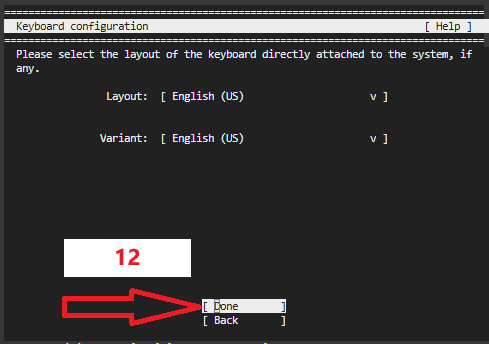 Keyboard configuration [ Help ]
Please select the layout of the keyboard directly attached to the system, if
any.
Layout: [ English (US) v ]
Variant: [ English (US) v ]
12
[ Done ]
[ Back ]